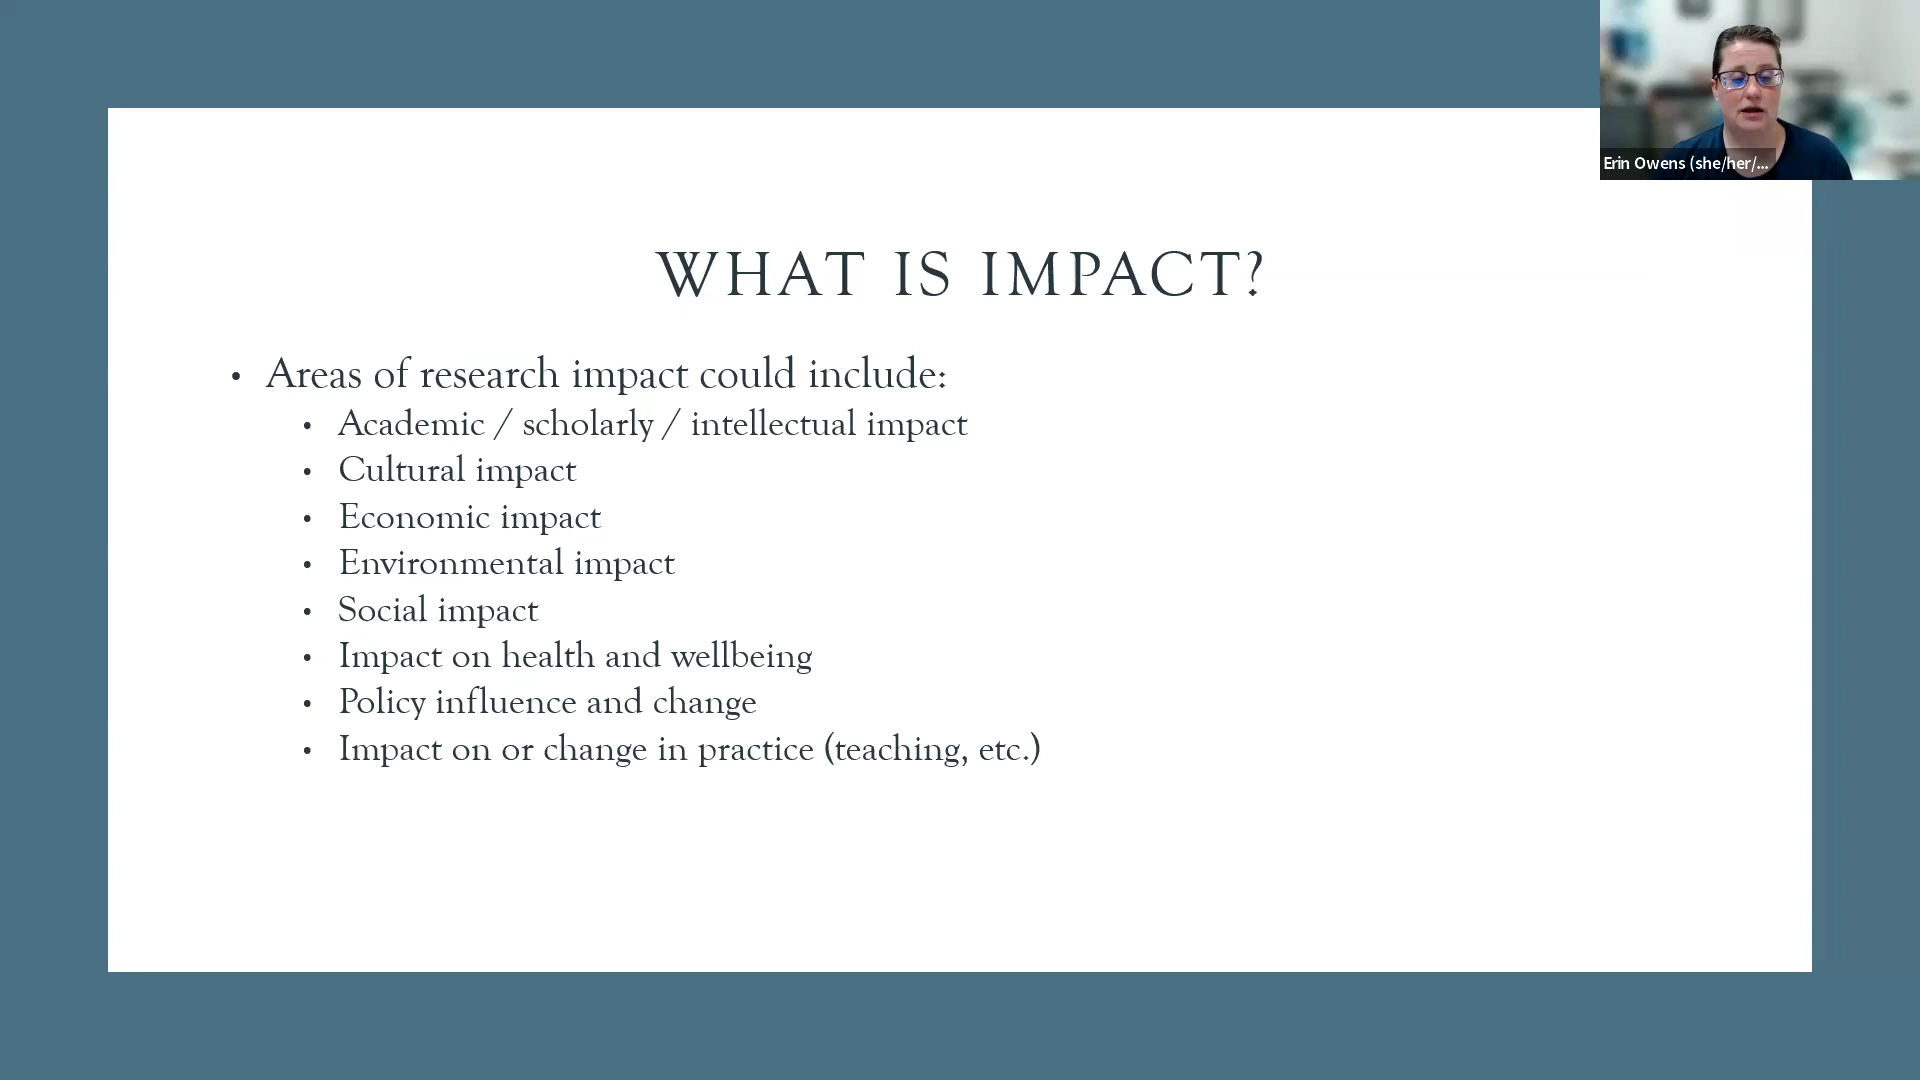 WHAT IS IMPACT?
• Areas of research impact could include:
• Academic / scholarly / intellectual impact
• Cultural impact
• Economic impact
• Environmental impact
• Social impact
• Impact on health and wellbeing
• Policy influence and change
• Impact on or change in practice (teaching, etc.)
Erin Owens (she/her/...